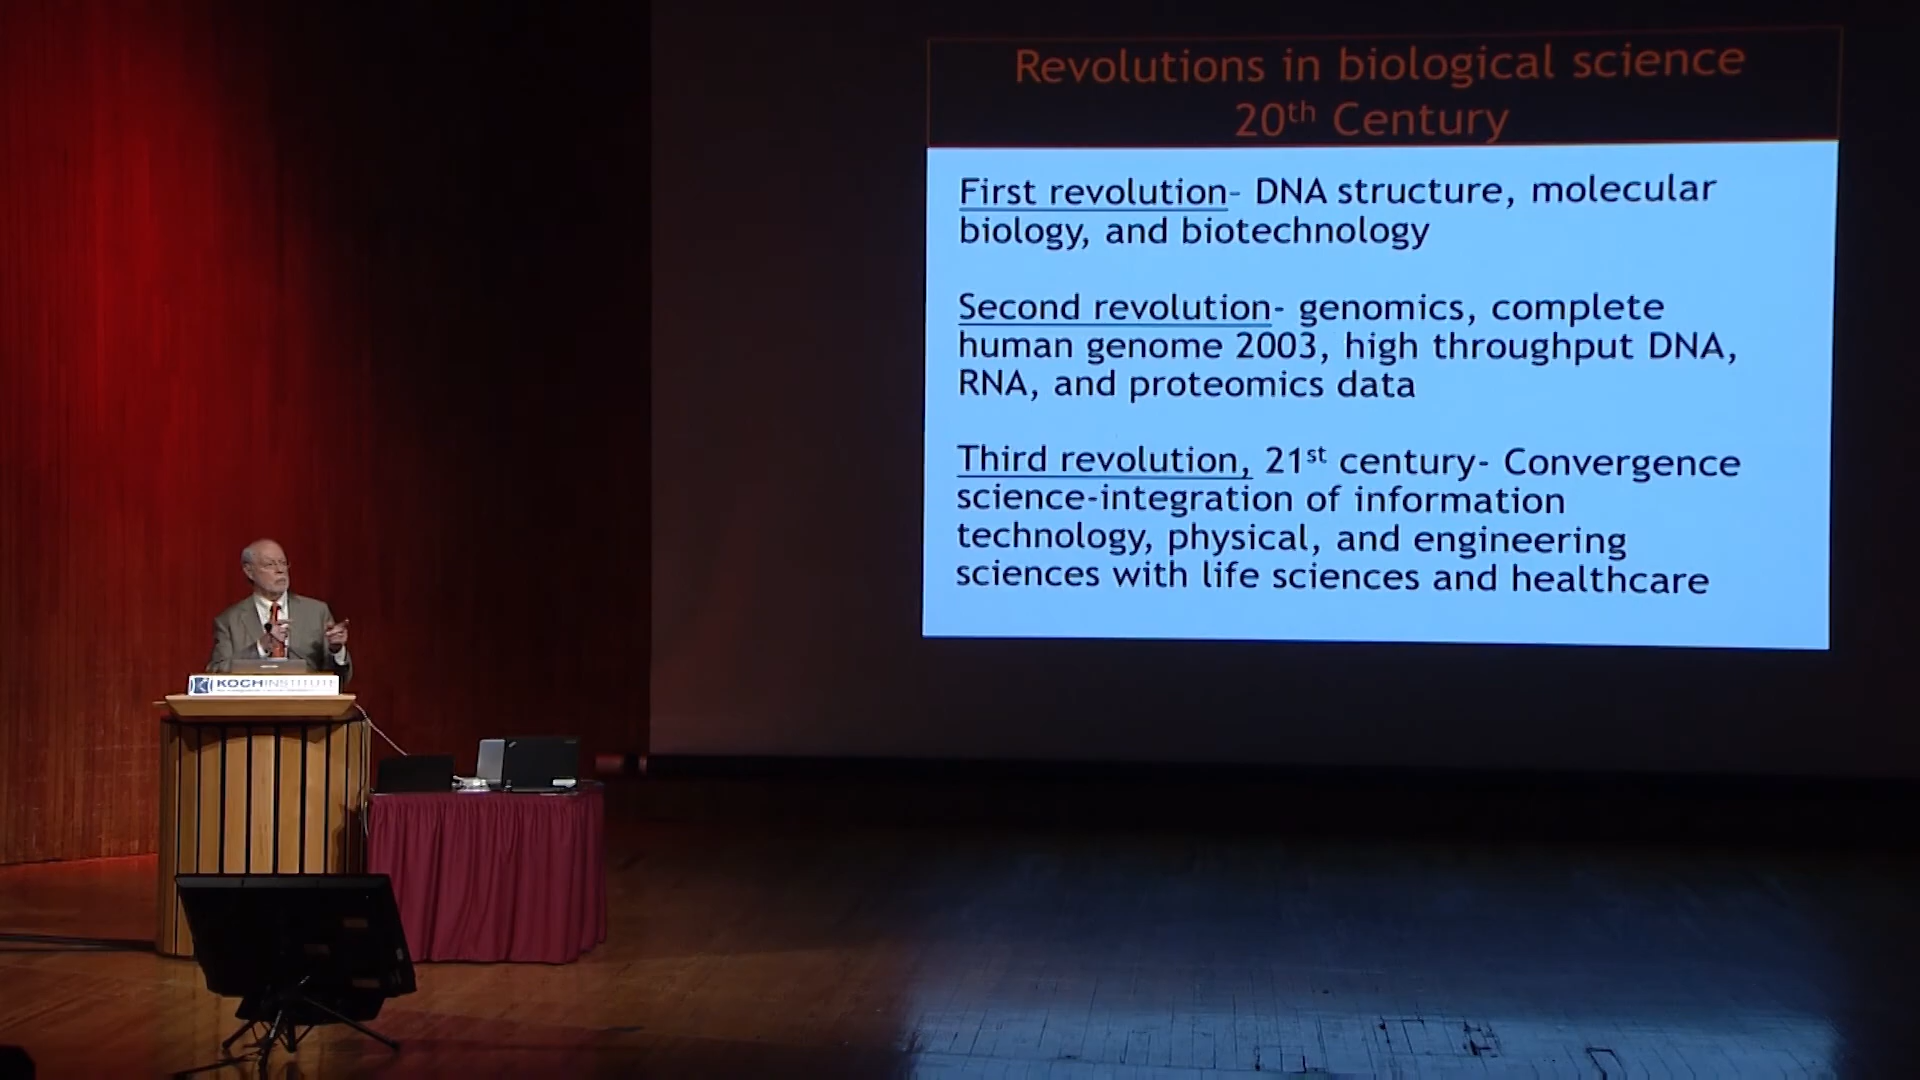 Revolutions in biological science
20th Century
First revolution- DNA structure, molecular
biology, and biotechnology
Second revolution- genomics, complete
human genome 2003, high throughput DNA,
RNA, and proteomics data
Third revolution, 21st century- Convergence
science-integration of information
technology, physical, and engineering
sciences with life sciences and healthcare
KOCH INSTITUTE